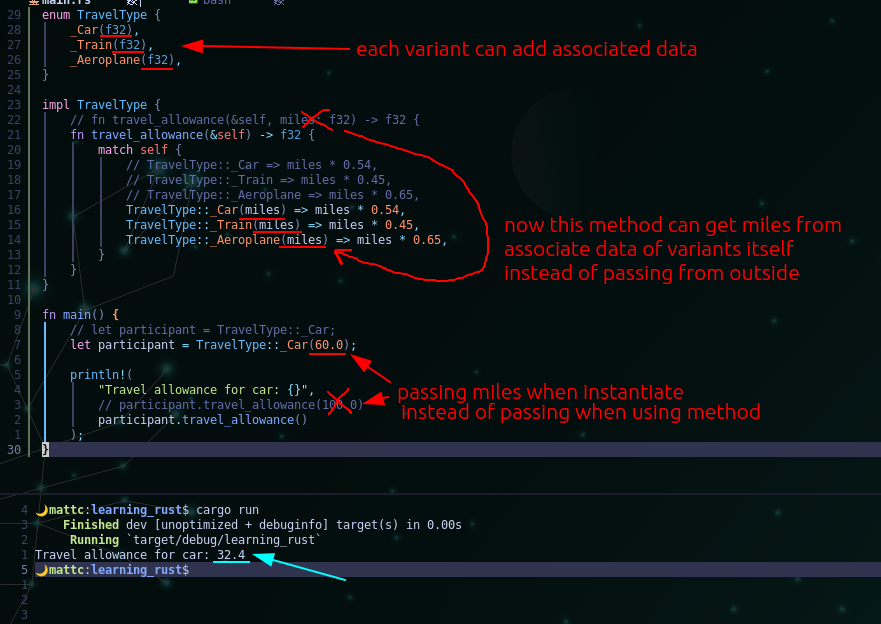 main.rs bash
29 enum TravelType {
28 _Car(f32),
27 _Train(f32),
each variant can add associated data
26 _Aeroplane(f32),
25 }
24
23 impl TravelType {
22 // fn travel_allowance(&self, miles: f32) -> f32 {
21 fn travel_allowance(&self) -> f32 {
20 match self {
19 // TravelType::_Car => miles * 0.54,
18 // TravelType::_Train => miles * 0.45,
17 // TravelType::_Aeroplane => miles * 0.65,
16 TravelType::_Car(miles) => miles * 0.54,
15 TravelType::_Train(miles) => miles * 0.45,
14 TravelType::_Aeroplane(miles) => miles * 0.65,
now this method can get miles from
associate data of variants itself
instead of passing from outside
13 }
12 }
11 }
10
9 fn main() {
8 // let participant = TravelType::_Car;
7 let participant = TravelType::_Car(60.0);
6
5 println!(
4 "Travel allowance for car: {}",
3 // participant.travel_allowance(100.0)
2 participant.travel_allowance()
passing miles when instantiate
instead of passing when using method
1 );
30 }
4 mattc:learning_rust$ cargo run
3 Finished dev [unoptimized + debuginfo] target(s) in 0.00s
2 Running `target/debug/learning_rust`
1 Travel allowance for car: 32.4
5 mattc:learning_rust$
1
2
3